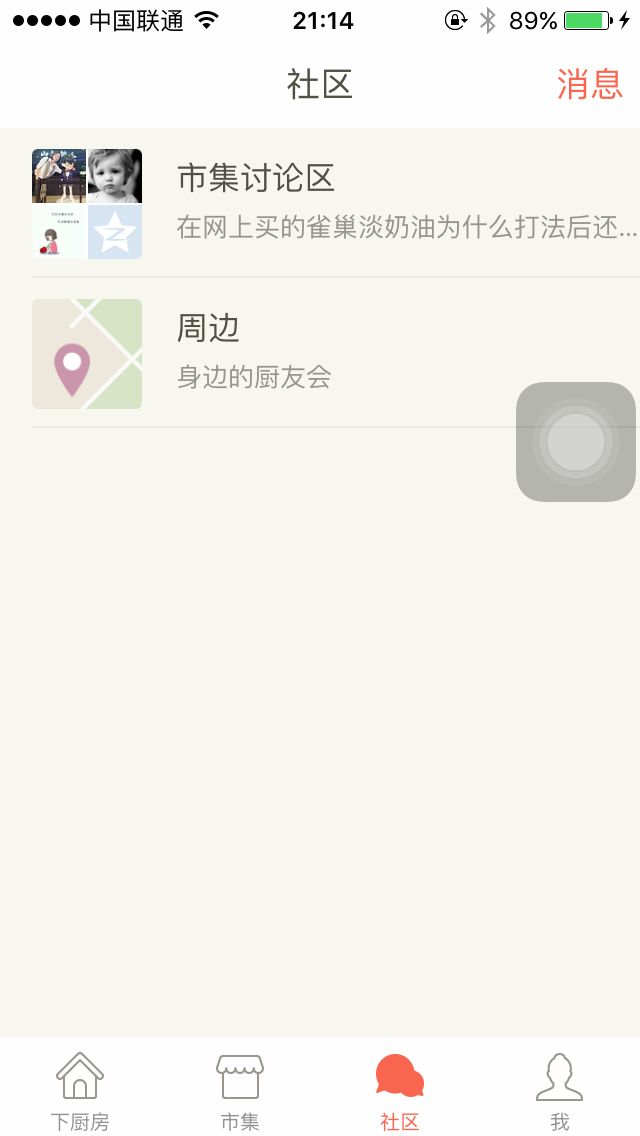 中国联通 21:14 89%
社区 消息
市集讨论区
在网上买的雀巢淡奶油为什么打法后还...
周边
身边的厨友会
下厨房 市集 社区 我